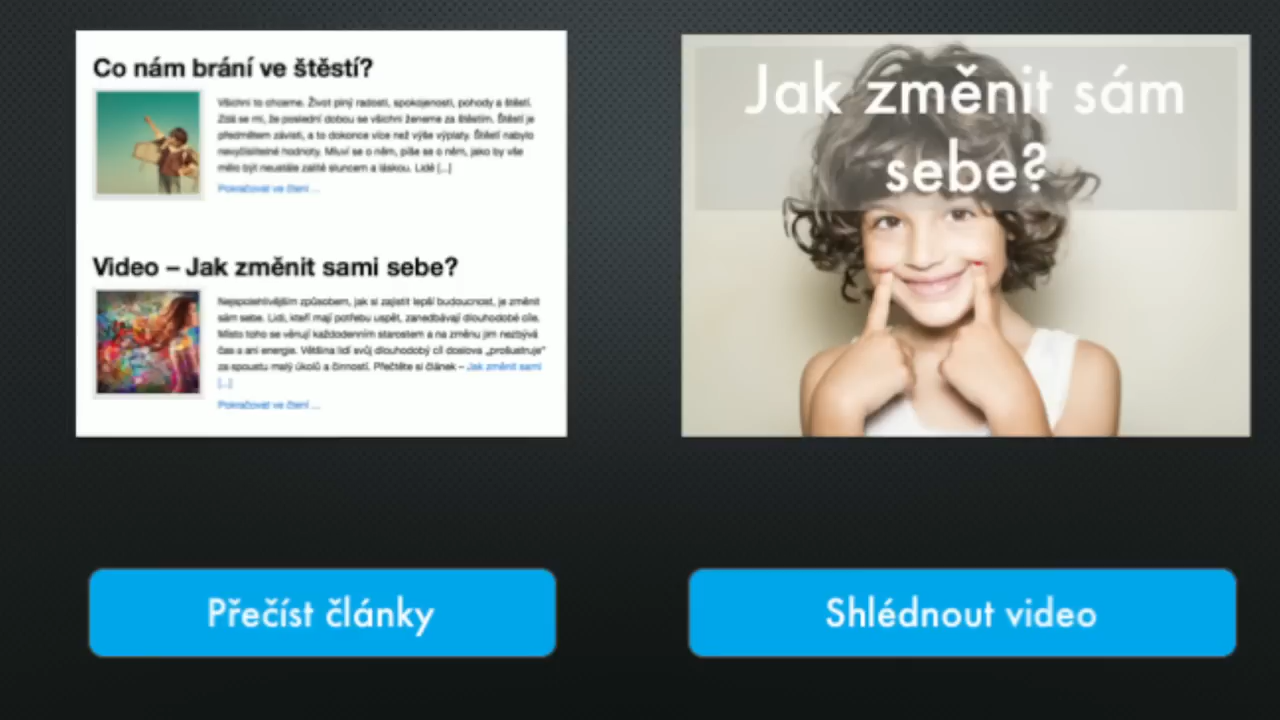 Co nám brání ve štěstí?
Všichni to chceme. Život plný radosti, spokojenosti, pohody a štěstí.
Zdá se mi, že poslední dobou se všichni ženeme za štěstím. Štěstí je
předmětem závisti, a to dokonce více než výše výplaty. Štěstí nabylo
nevyčíslitelné hodnoty. Mluví se o něm, píše se o něm, jako by vše
mělo být neustále zalité sluncem a láskou. Lidé [...]
Pokračovat ve čtení ...
Video – Jak změnit sami sebe?
Nejspolehlivějším způsobem, jak si zajistit lepší budoucnost, je změnit
sám sebe. Lidi, kteří mají potřebu uspět, zanedbávají dlouhodobé cíle.
Místo toho se věnují každodenním starostem a na změnu jim nezbývá
čas a ani energie. Většina lidí svůj dlouhodobý cíl doslova „prošustruje“
za spoustu malý úkolů a činností. Přečtěte si článek – Jak změnit sami
[...]
Pokračovat ve čtení ...
Jak změnit sám
sebe?
Přečíst články
Shlédnout video